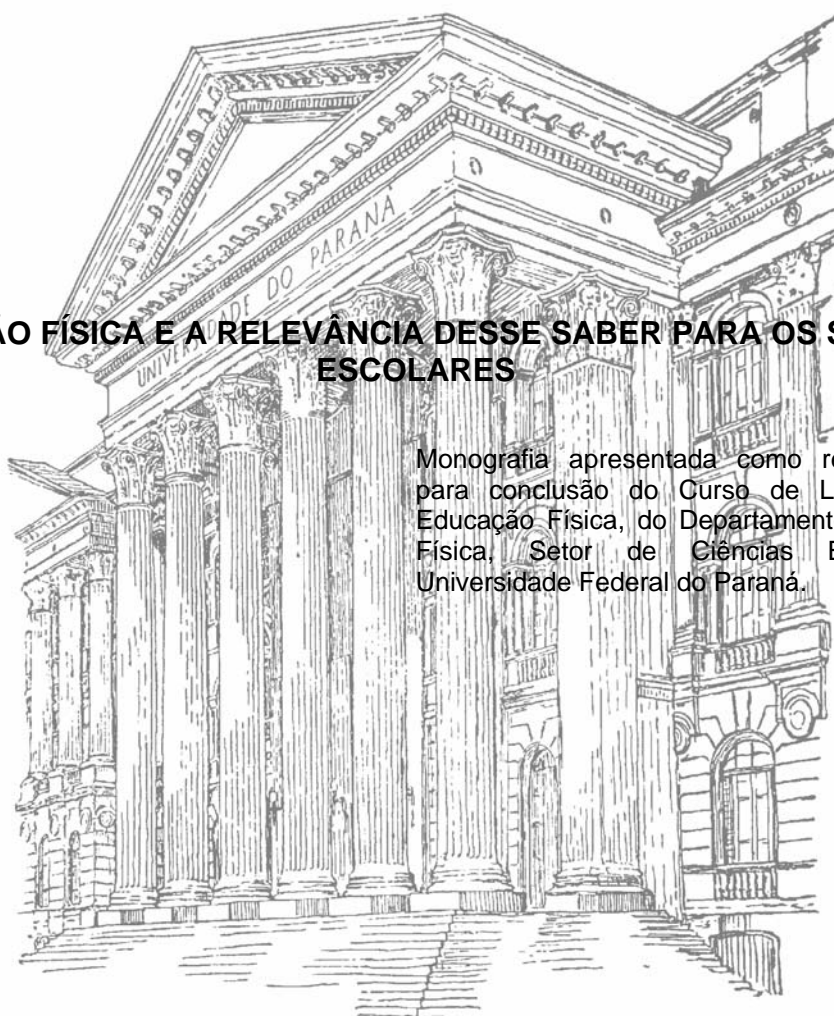 UNIVERSIDADE DO PARANÁ
ÃO FÍSICA E A RELEVÂNCIA DESSE SABER PARA OS S
ESCOLARES
Monografia apresentada como re
para conclusão do Curso de L
Educação Física, do Departament
Física, Setor de Ciências B
Universidade Federal do Paraná.